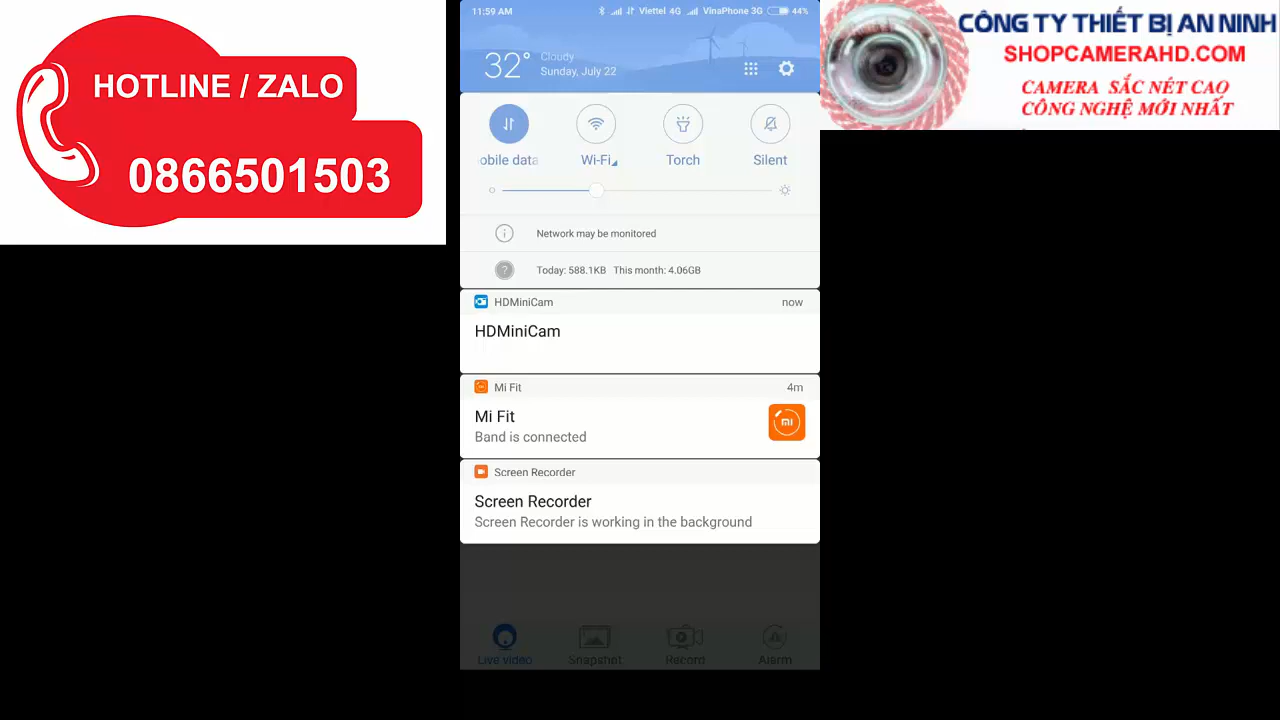 HOTLINE / ZALO
0866501503
11:59 AM
Viettel 4G
VinaPhone 3G
44%
32°
Cloudy
Sunday, July 22
obile data
Wi-Fi
Torch
Silent
Network may be monitored
Today: 588.1KB This month: 4.06GB
HDMiniCam
now
HDMiniCam
Mi Fit
4m
Mi Fit
Band is connected
Screen Recorder
Screen Recorder
Screen Recorder is working in the background
Live video
Snapshot
Record
Alarm
CÔNG TY THIẾT BỊ AN NINH
SHOPCAMERAHD.COM
CAMERA SẮC NÉT CAO
CÔNG NGHỆ MỚI NHẤT